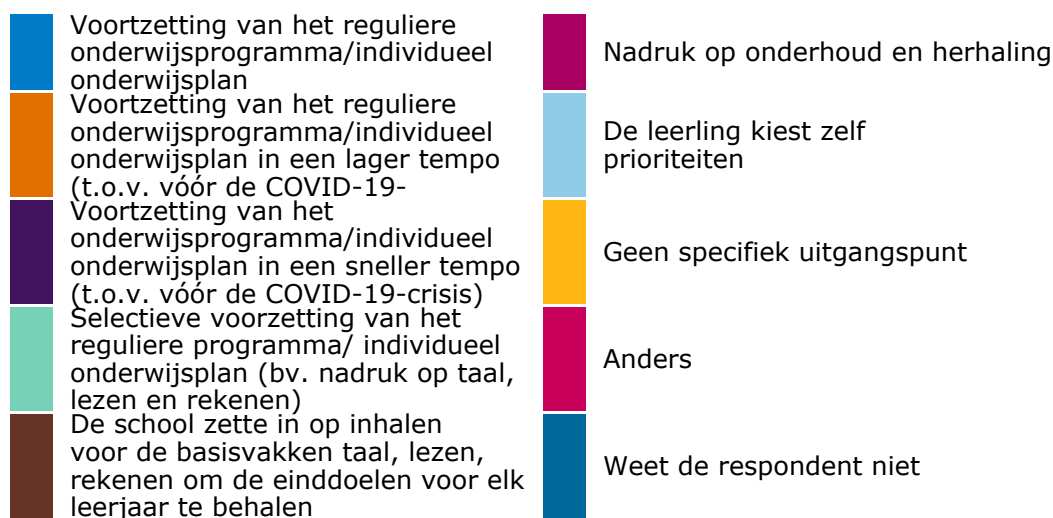 Voortzetting van het reguliere
onderwijsprogramma/individueel
onderwijsplan
Voortzetting van het reguliere
onderwijsprogramma/individueel
onderwijsplan in een lager tempo
(t.o.v. vóór de COVID-19-
Voortzetting van het
onderwijsprogramma/individueel
onderwijsplan in een sneller tempo
(t.o.v. vóór de COVID-19-crisis)
Selectieve voorzetting van het
reguliere programma/ individueel
onderwijsplan (bv. nadruk op taal,
lezen en rekenen)
De school zette in op inhalen
voor de basisvakken taal, lezen,
rekenen om de einddoelen voor elk
leerjaar te behalen
Nadruk op onderhoud en herhaling
De leerling kiest zelf
prioriteiten
Geen specifiek uitgangspunt
Anders
Weet de respondent niet